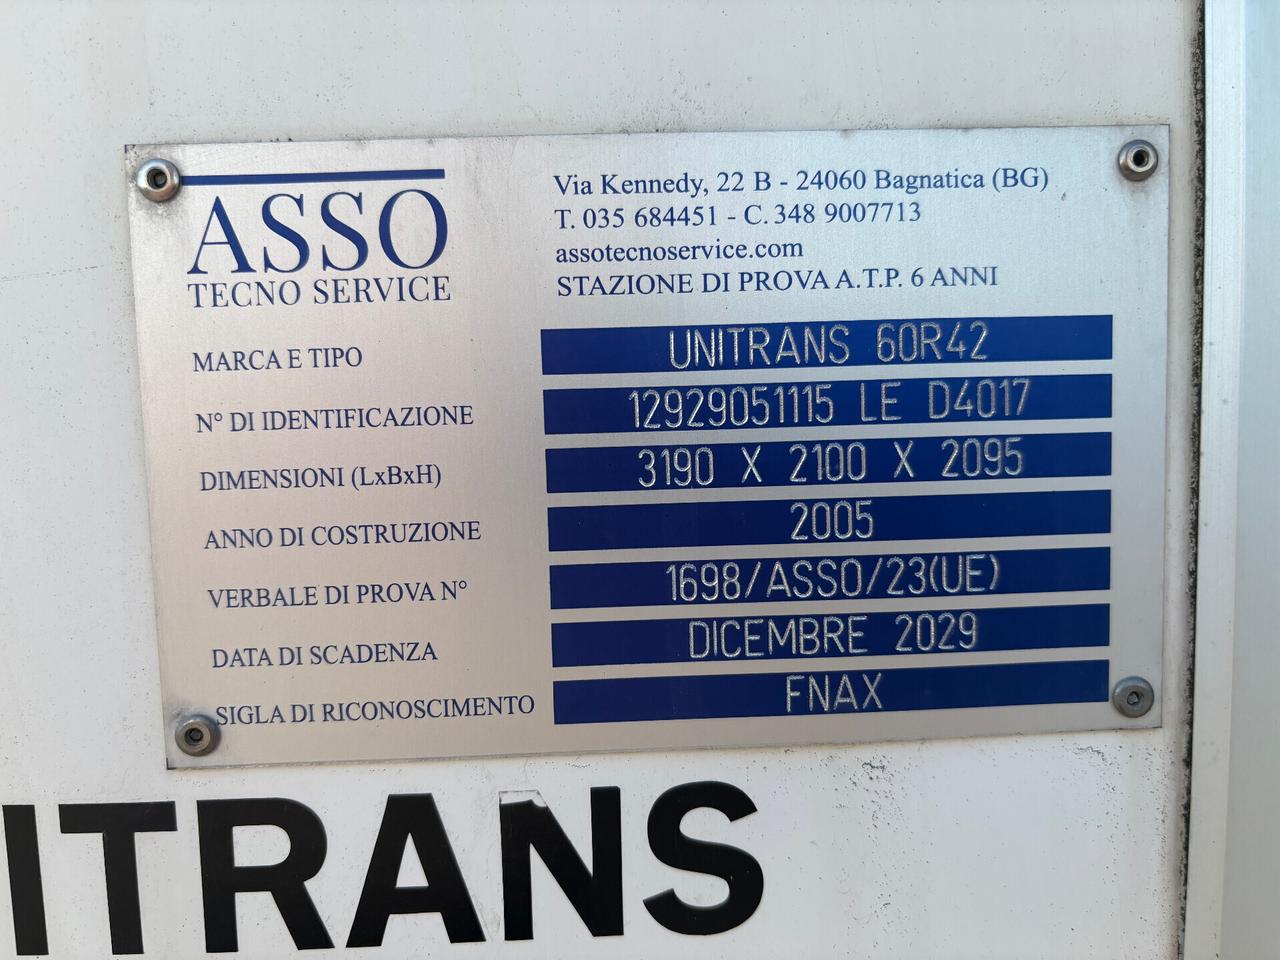 ASSO
TECNO SERVICE
Via Kennedy, 22 B - 24060 Bagnatica (BG)
T. 035 684451 - C. 348 9007713
assotecnoservice.com
STAZIONE DI PROVA A.T.P. 6 ANNI
MARCA E TIPO UNITRANS 60R42
N° DI IDENTIFICAZIONE 12929051115 LE D4017
DIMENSIONI (LxBxH) 3190 X 2100 X 2095
ANNO DI COSTRUZIONE 2005
VERBALE DI PROVA N° 1698/ASSO/23(UE)
DATA DI SCADENZA DICEMBRE 2029
SIGLA DI RICONOSCIMENTO FNAX
ITRANS